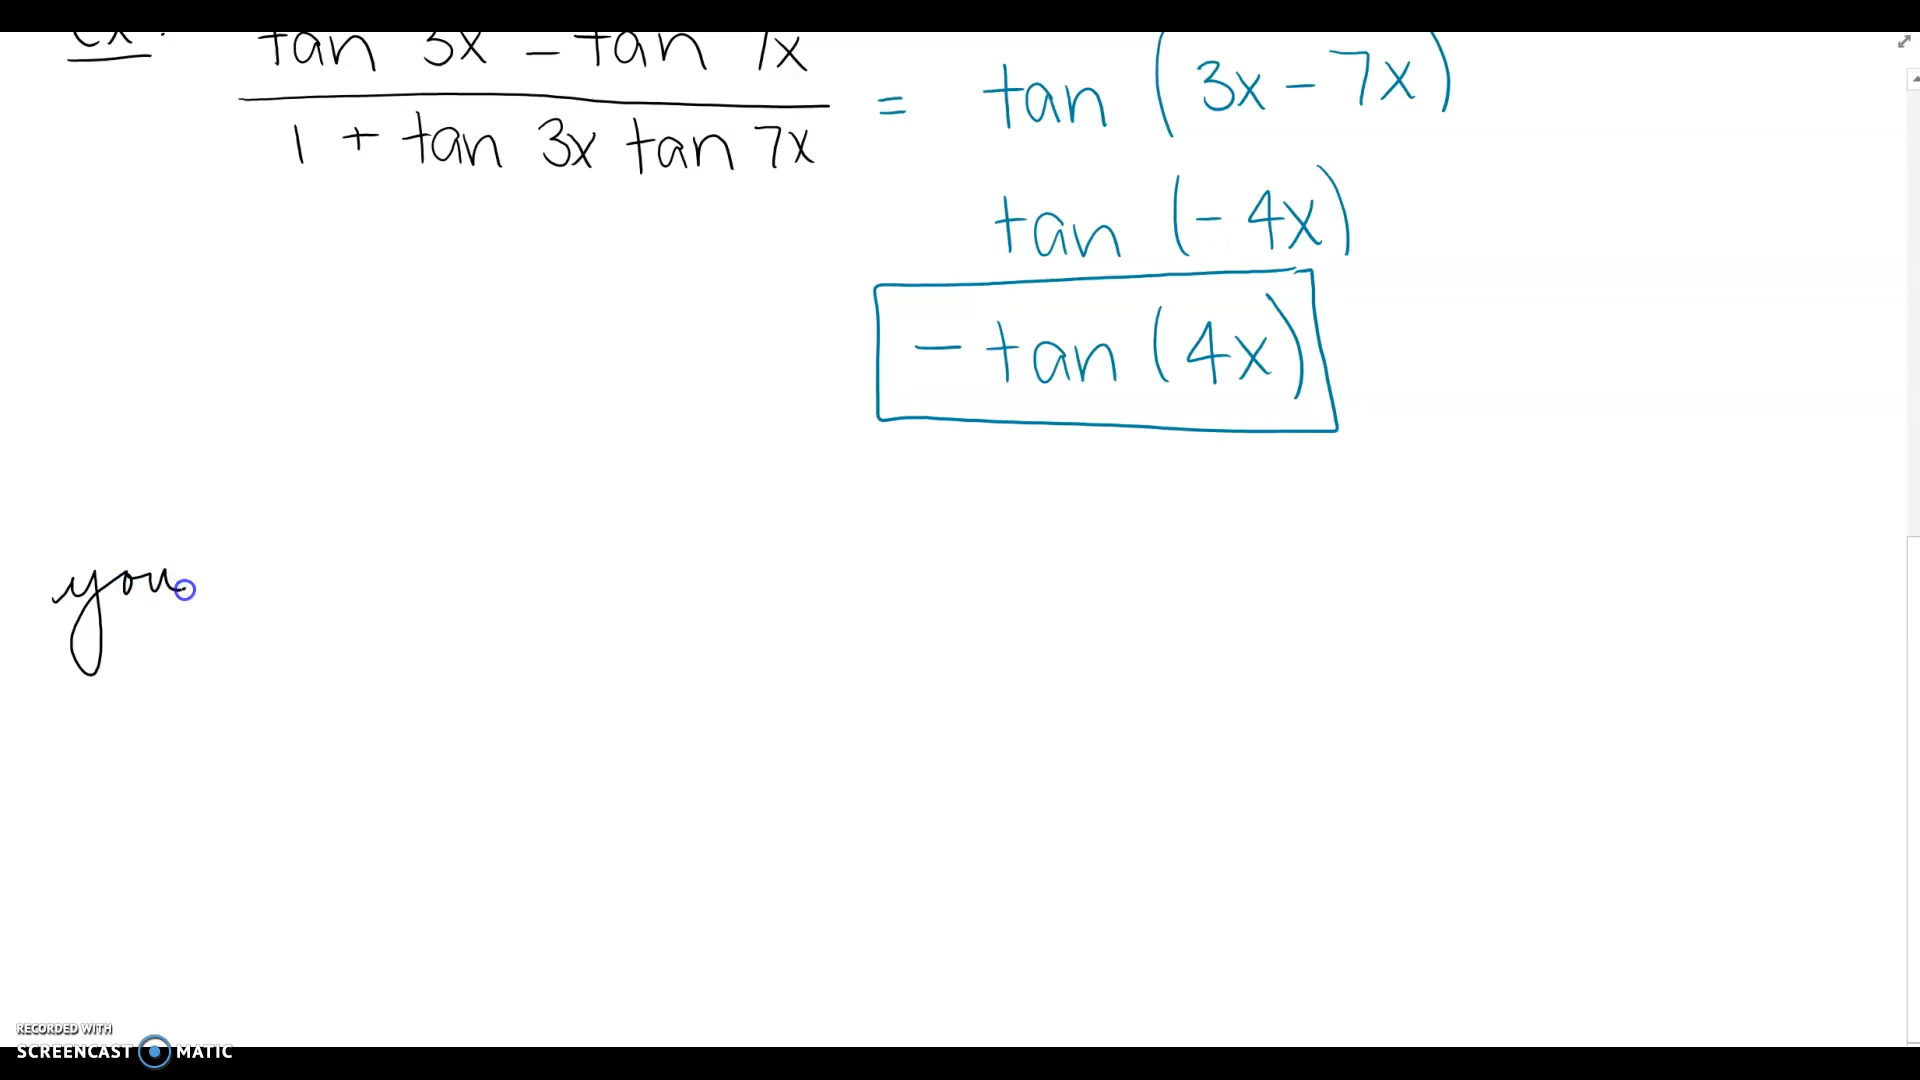 ex: tan 3x - tan 7x
1 + tan 3x tan 7x
= tan (3x - 7x)
tan (- 4x)
- tan (4x)
you
RECORDED WITH
SCREENCAST MATIC